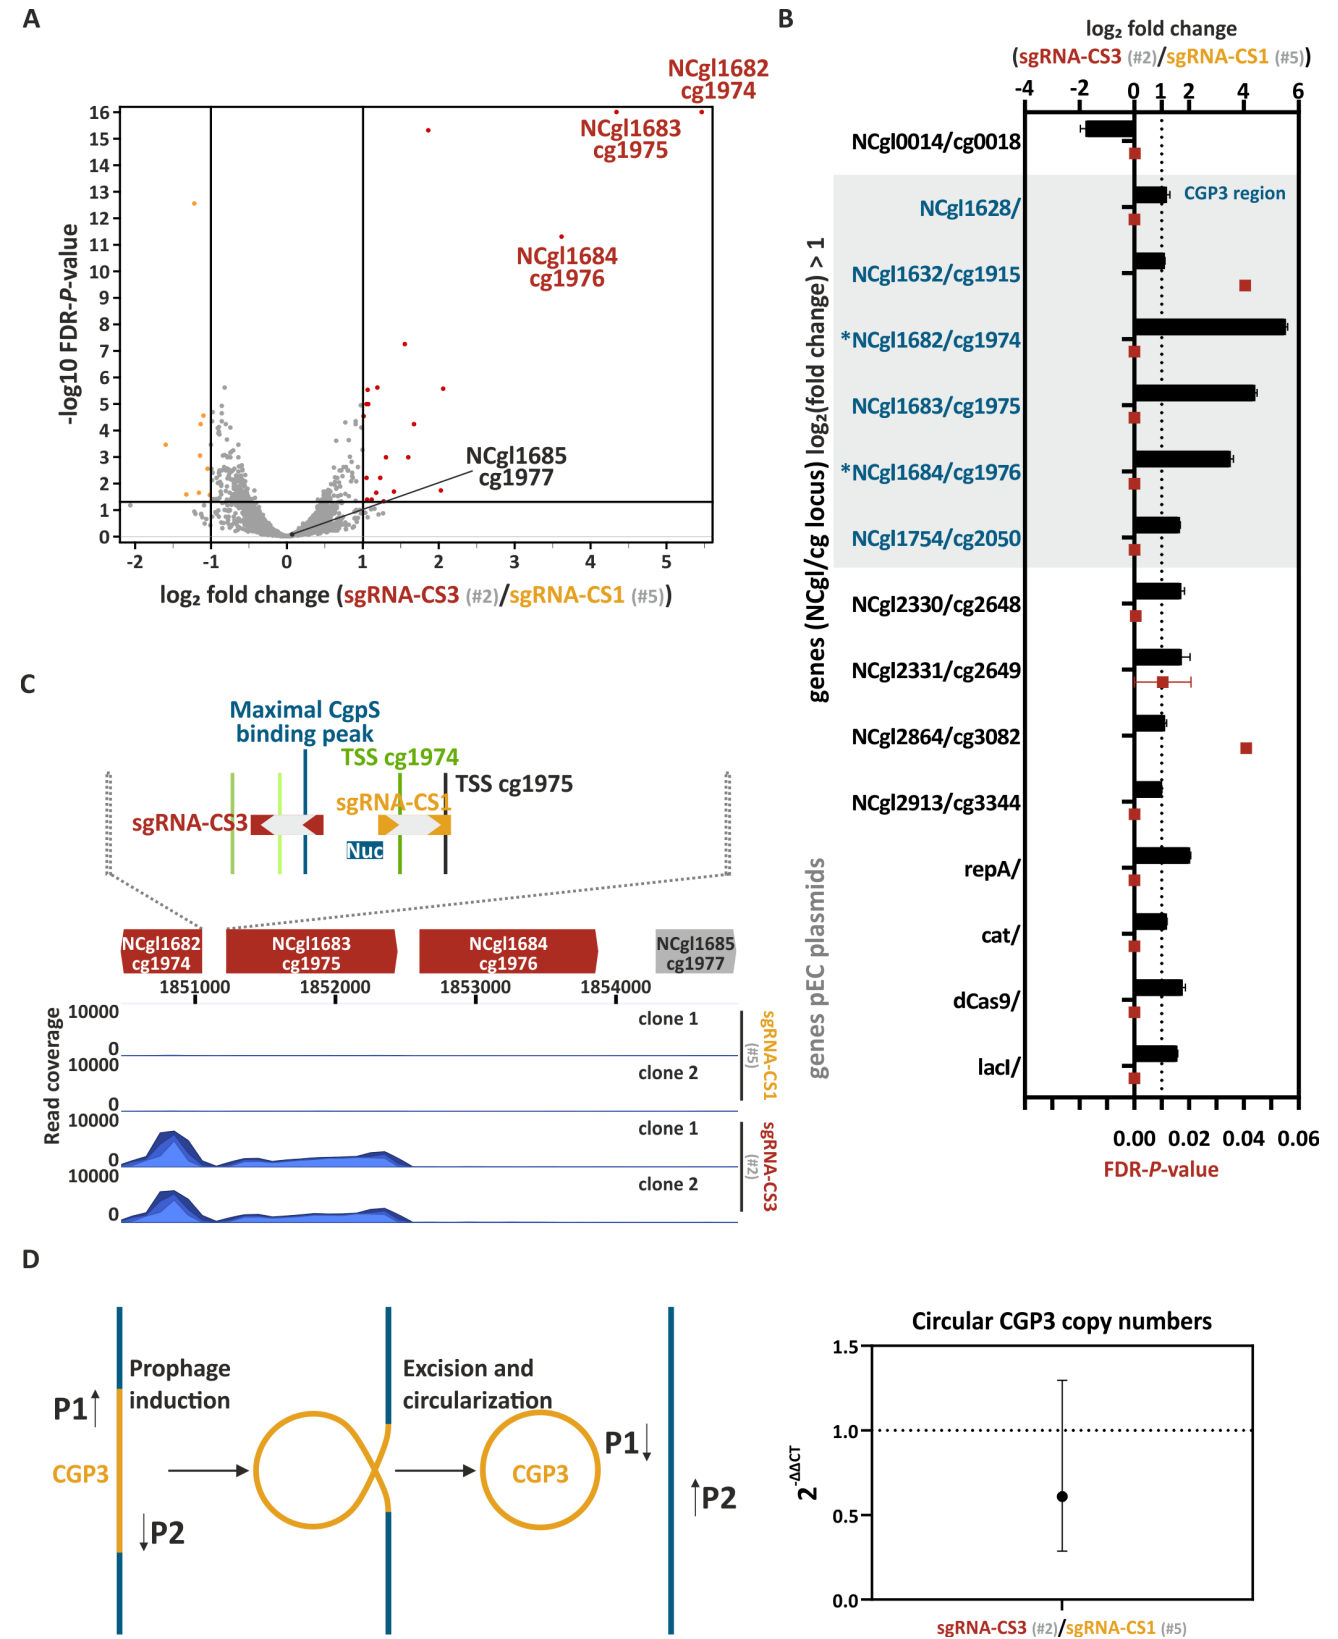 A
NCgl1682
cg1974
NCgl1683
cg1975
NCgl1684
cg1976
NCgl1685
cg1977
-log10 FDR-P-value
16
15
14
13
12
11
10
9
8
7
6
5
4
3
2
1
0
-2 -1 0 1 2 3 4 5
log₂ fold change (sgRNA-CS3 (#2)/sgRNA-CS1 (#5))
B
log₂ fold change
(sgRNA-CS3 (#2)/sgRNA-CS1 (#5))
-4 -2 0 1 2 4 6
genes (NCgl/cg locus) log₂(fold change) > 1
genes pEC plasmids
CGP3 region
NCgl0014/cg0018
NCgl1628/
NCgl1632/cg1915
*NCgl1682/cg1974
NCgl1683/cg1975
*NCgl1684/cg1976
NCgl1754/cg2050
NCgl2330/cg2648
NCgl2331/cg2649
NCgl2864/cg3082
NCgl2913/cg3344
repA/
cat/
dCas9/
lacI/
0.00 0.02 0.04 0.06
FDR-P-value
C
Maximal CgpS
binding peak
TSS cg1974
TSS cg1975
sgRNA-CS1
sgRNA-CS3
Nuc
NCgl1682
cg1974
NCgl1683
cg1975
NCgl1684
cg1976
NCgl1685
cg1977
1851000 1852000 1853000 1854000
Read coverage
10000
0
clone 1
10000
0
clone 2
sgRNA-CS1
(#5)
10000
0
clone 1
10000
0
clone 2
sgRNA-CS3
(#2)
D
Prophage
induction
Excision and
circularization
P1
CGP3
P2
CGP3
P1
P2
Circular CGP3 copy numbers
1.5
1.0
0.5
0.0
2-ΔΔCT
sgRNA-CS3 (#2)/sgRNA-CS1 (#5)